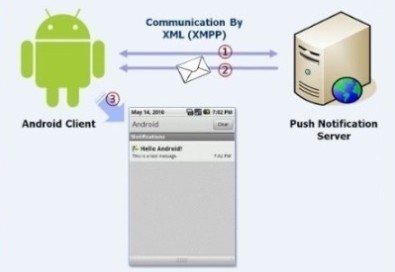 Communication By
XML (XMPP)
①
②
③
Android Client
Push Notification
Server
May 14, 2010 7:02 PM
Android Clear
Notifications
Hello Android!
This is a test message. 7:02 PM